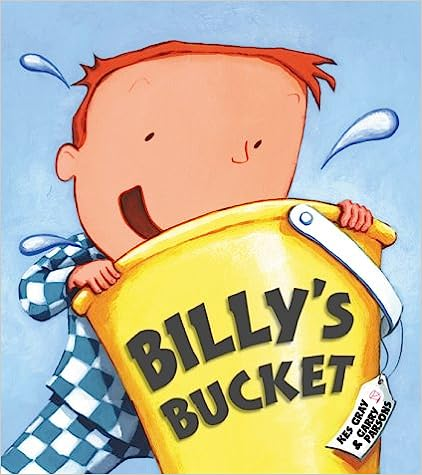 BILLY'S
BUCKET
KES GRAY
& GARRY
PARSONS